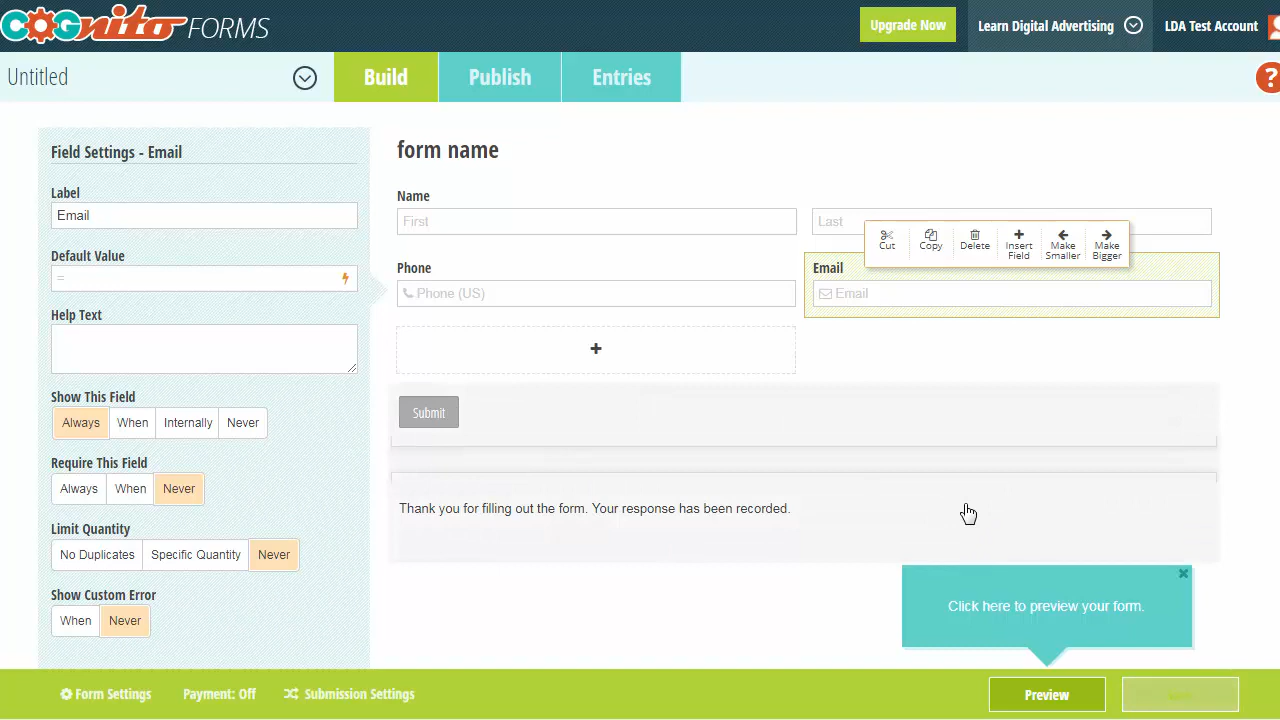 COGnito FORMS
Upgrade Now
Learn Digital Advertising
LDA Test Account
Untitled
Build
Publish
Entries
?
Field Settings - Email
Label
Email
Default Value
=
Help Text
Show This Field
Always
When
Internally
Never
Require This Field
Always
When
Never
Limit Quantity
No Duplicates
Specific Quantity
Never
Show Custom Error
When
Never
form name
Name
First
Last
Cut
Copy
Delete
Insert Field
Make Smaller
Make Bigger
Phone
Phone (US)
Email
Email
Submit
Thank you for filling out the form. Your response has been recorded.
Click here to preview your form.
Form Settings
Payment: Off
Submission Settings
Preview